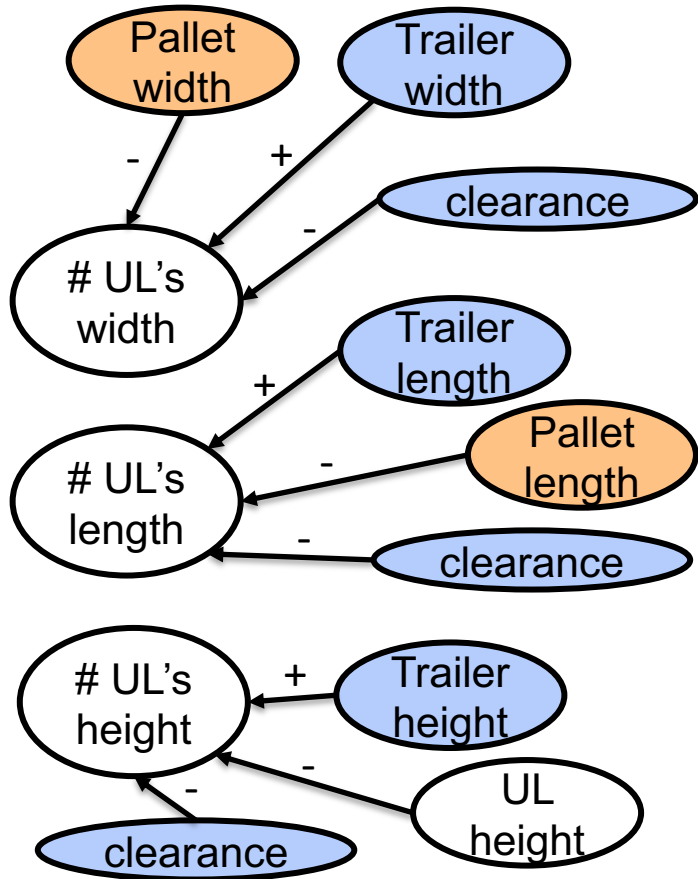 Pallet
width
Trailer
width
-
+
clearance
-
# UL's
width
Trailer
length
+
Pallet
length
-
# UL's
length
-
clearance
# UL's
height
+
Trailer
height
-
UL
height
-
clearance